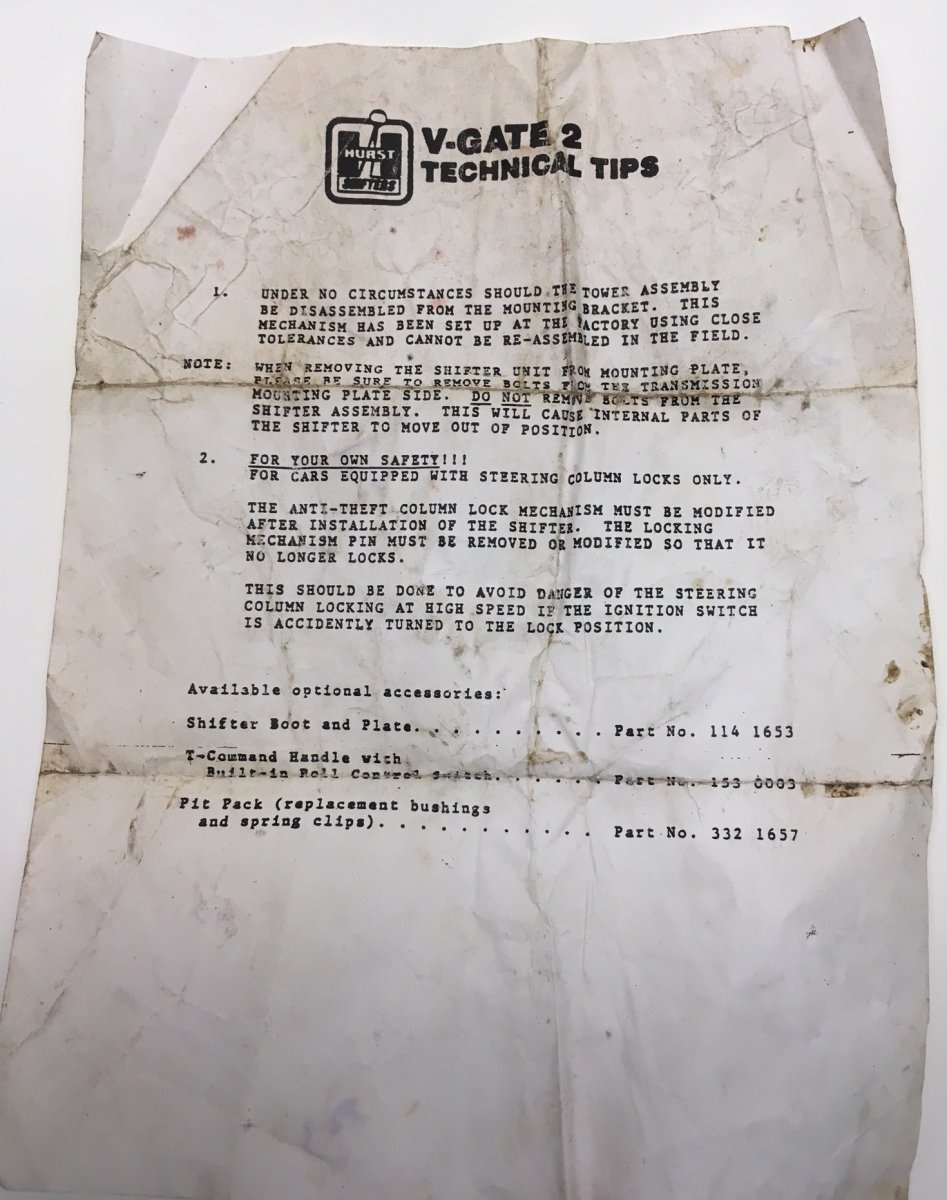 HURST
SHIFTERS
V-GATE 2
TECHNICAL TIPS
1. UNDER NO CIRCUMSTANCES SHOULD THE TOWER ASSEMBLY
BE DISASSEMBLED FROM THE MOUNTING BRACKET. THIS
MECHANISM HAS BEEN SET UP AT THE FACTORY USING CLOSE
TOLERANCES AND CANNOT BE RE-ASSEMBLED IN THE FIELD.
NOTE: WHEN REMOVING THE SHIFTER UNIT FROM MOUNTING PLATE,
PLEASE BE SURE TO REMOVE BOLTS FROM THE TRANSMISSION
MOUNTING PLATE SIDE. DO NOT REMOVE BOLTS FROM THE
SHIFTER ASSEMBLY. THIS WILL CAUSE INTERNAL PARTS OF
THE SHIFTER TO MOVE OUT OF POSITION.
2. FOR YOUR OWN SAFETY!!!
FOR CARS EQUIPPED WITH STEERING COLUMN LOCKS ONLY.
THE ANTI-THEFT COLUMN LOCK MECHANISM MUST BE MODIFIED
AFTER INSTALLATION OF THE SHIFTER. THE LOCKING
MECHANISM PIN MUST BE REMOVED OR MODIFIED SO THAT IT
NO LONGER LOCKS.
THIS SHOULD BE DONE TO AVOID DANGER OF THE STEERING
COLUMN LOCKING AT HIGH SPEED IF THE IGNITION SWITCH
IS ACCIDENTLY TURNED TO THE LOCK POSITION.
Available optional accessories:
Shifter Boot and Plate. . . . . . . . . . . Part No. 114 1653
T-Command Handle with
Built-in Roll Control Switch. . . . . . Part No. 153 0003
Pit Pack (replacement bushings
and spring clips). . . . . . . . . . . . Part No. 332 1657